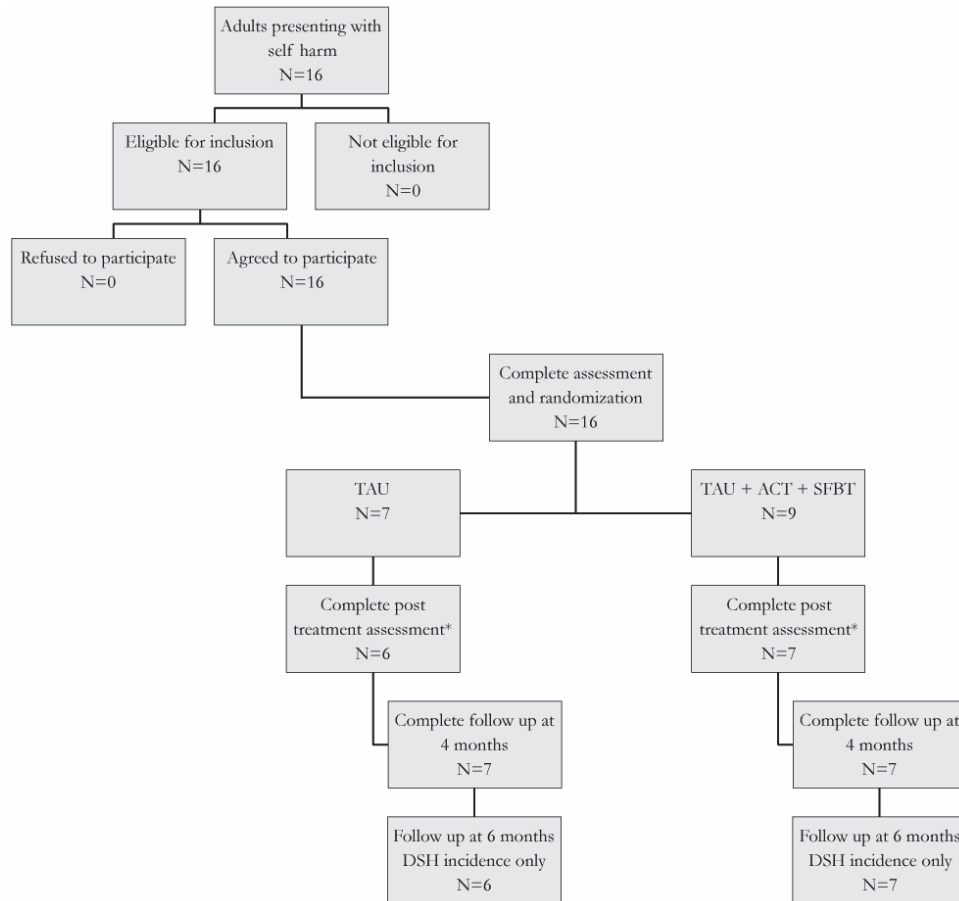 Adults presenting with
self harm
N=16
Eligible for inclusion
N=16
Not eligible for
inclusion
N=0
Refused to participate
N=0
Agreed to participate
N=16
Complete assessment
and randomization
N=16
TAU
N=7
TAU + ACT + SFBT
N=9
Complete post
treatment assessment*
N=6
Complete post
treatment assessment*
N=7
Complete follow up at
4 months
N=7
Complete follow up at
4 months
N=7
Follow up at 6 months
DSH incidence only
N=6
Follow up at 6 months
DSH incidence only
N=7